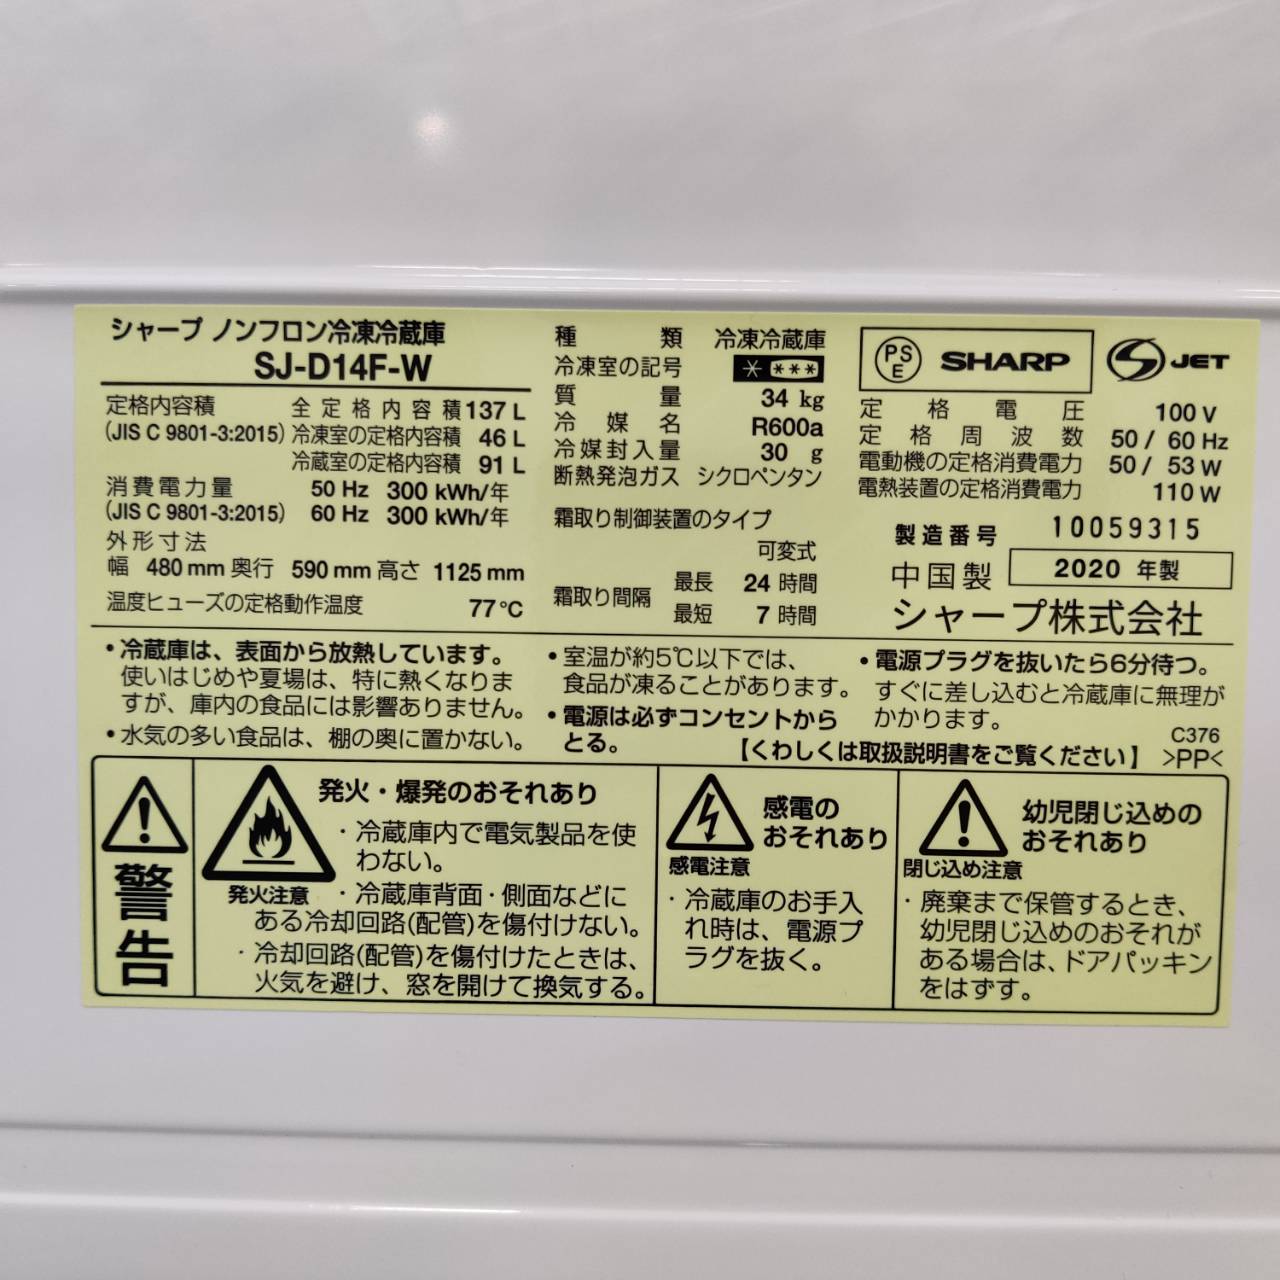 シャープ ノンフロン冷凍冷蔵庫
SJ-D14F-W
定格内容積 全定格内容積 137 L
(JIS C 9801-3:2015) 冷凍室の定格内容積 46 L
冷蔵室の定格内容積 91 L
消費電力量 50 Hz 300 kWh/年
(JIS C 9801-3:2015) 60 Hz 300 kWh/年
外形寸法
幅 480 mm 奥行 590 mm 高さ 1125 mm
温度ヒューズの定格動作温度 77℃
種類 冷凍冷蔵庫
冷凍室の記号 * ***
質量 34 kg
冷媒名 R600a
冷媒封入量 30 g
断熱発泡ガス シクロペンタン
霜取り制御装置のタイプ
可変式
霜取り間隔 最長 24 時間
最短 7 時間
PS E SHARP S JET
定格電圧 100 V
定格周波数 50 / 60 Hz
電動機の定格消費電力 50 / 53 W
電熱装置の定格消費電力 110 W
製造番号 10059315
中国製 2020 年製
シャープ株式会社
・冷蔵庫は、表面から放熱しています。
使いはじめや夏場は、特に熱くなりま
すが、庫内の食品には影響ありません。
・水気の多い食品は、棚の奥に置かない。
・室温が約5℃以下では、
食品が凍ることがあります。
・電源は必ずコンセントから
とる。
・電源プラグを抜いたら6分待つ。
すぐに差し込むと冷蔵庫に無理が
かかります。
C376
【くわしくは取扱説明書をご覧ください】 >PP<
警告
発火・爆発のおそれあり
発火注意
・冷蔵庫内で電気製品を使
わない。
・冷蔵庫背面・側面などに
ある冷却回路(配管)を傷付けない。
・冷却回路(配管)を傷付けたときは、
火気を避け、窓を開けて換気する。
感電の
おそれあり
感電注意
・冷蔵庫のお手入
れ時は、電源プ
ラグを抜く。
幼児閉じ込めの
おそれあり
閉じ込め注意
・廃棄まで保管するとき、
幼児閉じ込めのおそれが
ある場合は、ドアパッキン
をはずす。